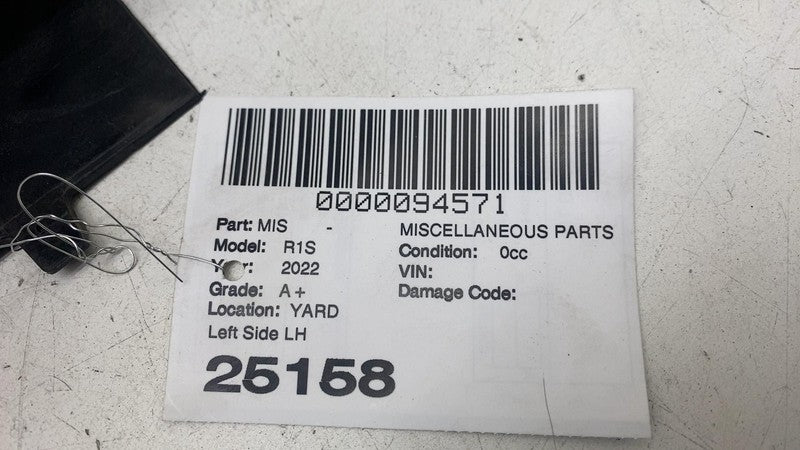 0000094571
Part: MIS - MISCELLANEOUS PARTS
Model: R1S Condition: 0cc
Year: 2022 VIN:
Grade: A+ Damage Code:
Location: YARD
Left Side LH
25158